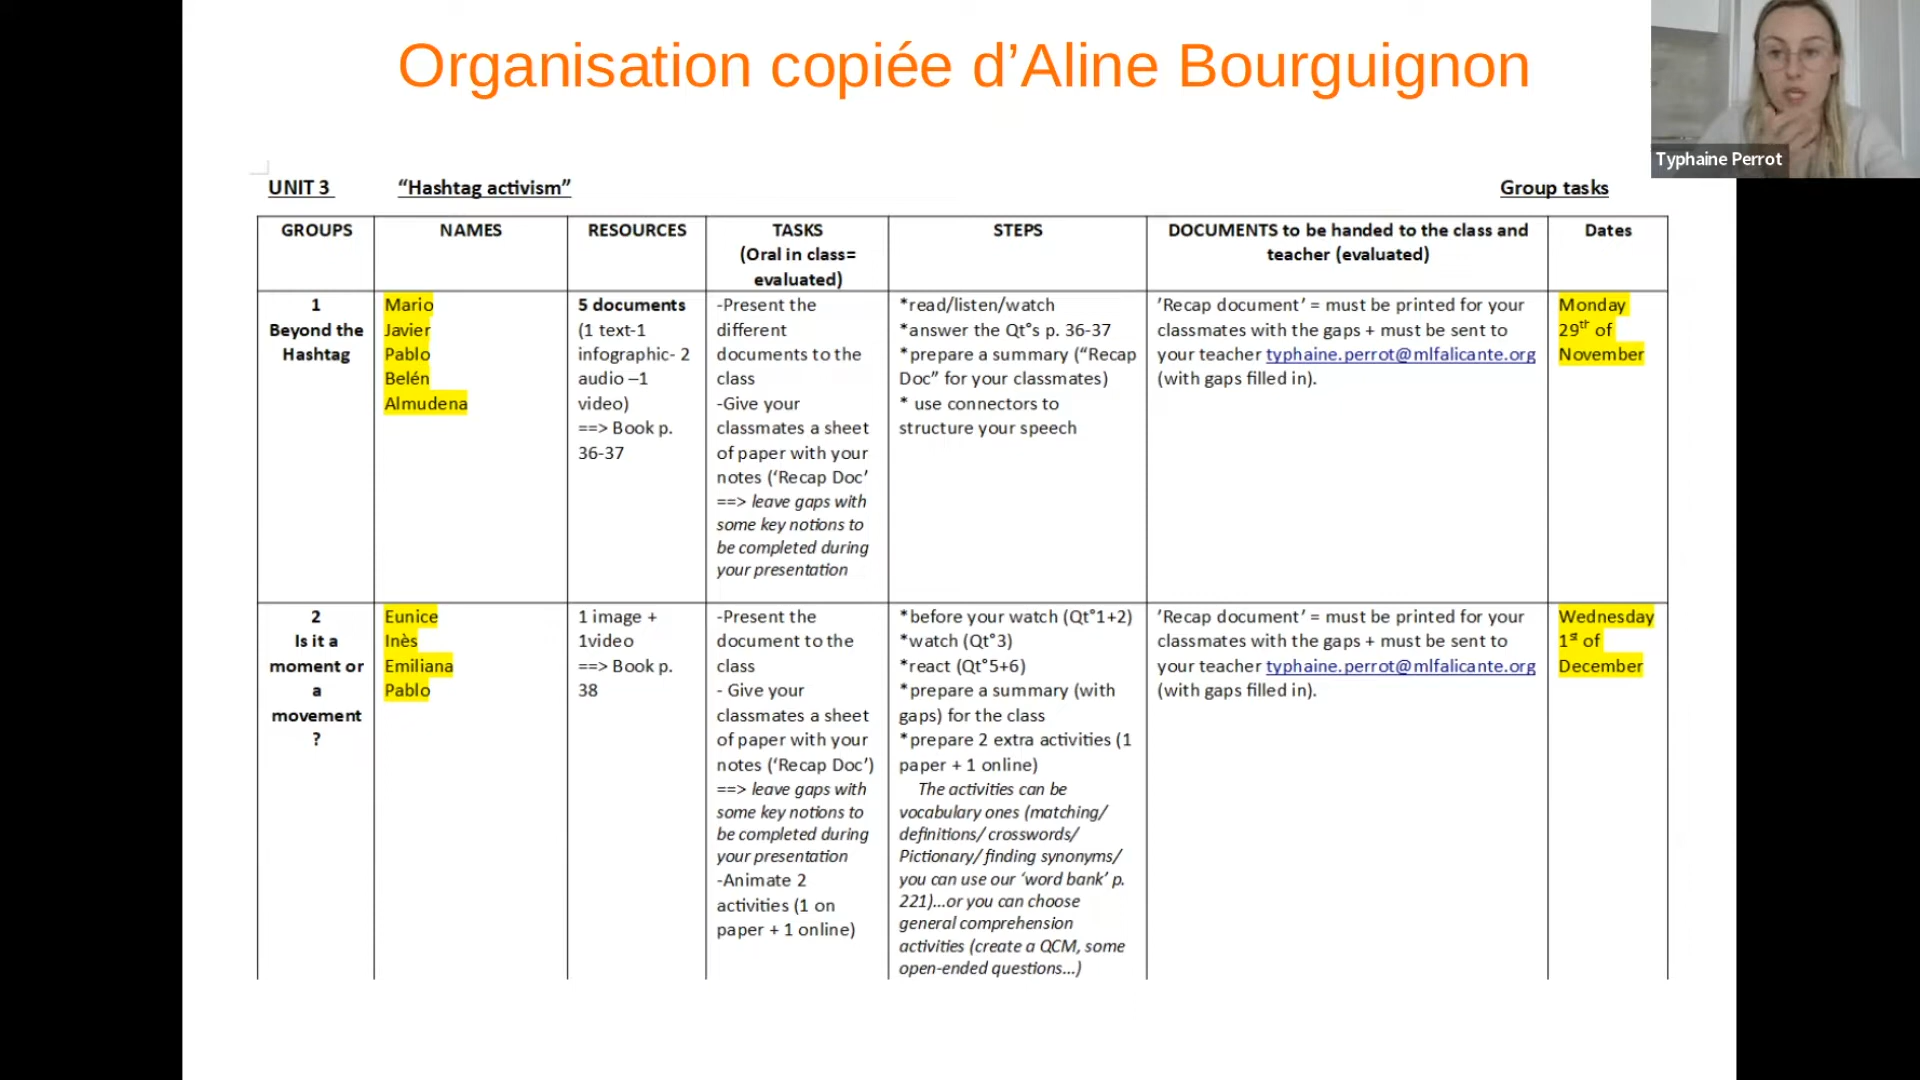 Organisation copiée d’Aline Bourguignon
Typhaine Perrot
UNIT 3 “Hashtag activism” Group tasks
GROUPS NAMES RESOURCES TASKS (Oral in class= evaluated) STEPS DOCUMENTS to be handed to the class and teacher (evaluated) Dates
1
Beyond the
Hashtag
Mario
Javier
Pablo
Belén
Almudena
5 documents
(1 text-1
infographic- 2
audio –1
video)
==> Book p.
36-37
-Present the
different
documents to the
class
-Give your
classmates a sheet
of paper with your
notes (‘Recap Doc’
==> leave gaps with
some key notions to
be completed during
your presentation
*read/listen/watch
*answer the Qt°s p. 36-37
*prepare a summary (“Recap
Doc” for your classmates)
* use connectors to
structure your speech
’Recap document’ = must be printed for your
classmates with the gaps + must be sent to
your teacher typhaine.perrot@mlfalicante.org
(with gaps filled in).
Monday
29th of
November
2
Is it a
moment or
a
movement
?
Eunice
Inès
Emiliana
Pablo
1 image +
1video
==> Book p.
38
-Present the
document to the
class
- Give your
classmates a sheet
of paper with your
notes (‘Recap Doc’)
==> leave gaps with
some key notions to
be completed during
your presentation
-Animate 2
activities (1 on
paper + 1 online)
*before your watch (Qt°1+2)
*watch (Qt°3)
*react (Qt°5+6)
*prepare a summary (with
gaps) for the class
*prepare 2 extra activities (1
paper + 1 online)
The activities can be
vocabulary ones (matching/
definitions/ crosswords/
Pictionary/ finding synonyms/
you can use our ‘word bank’ p.
221)…or you can choose
general comprehension
activities (create a QCM, some
open-ended questions…)
’Recap document’ = must be printed for your
classmates with the gaps + must be sent to
your teacher typhaine.perrot@mlfalicante.org
(with gaps filled in).
Wednesday
1st of
December